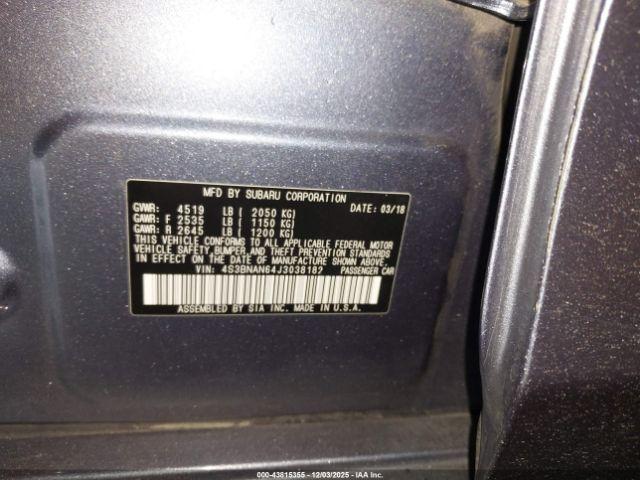 MFD BY SUBARU CORPORATION
GVWR: 4519 LB ( 2050 KG) DATE: 03/18
GAWR: F 2535 LB ( 1150 KG)
GAWR: R 2645 LB ( 1200 KG)
THIS VEHICLE CONFORMS TO ALL APPLICABLE FEDERAL MOTOR
VEHICLE SAFETY,BUMPER,AND THEFT PREVENTION STANDARDS
IN EFFECT ON THE DATE OF MANUFACTURE SHOWN ABOVE.
VIN: 4S3BNAN64J3038182 PASSENGER CAR
ASSEMBLED BY SIA INC. MADE IN U.S.A.
000-43815355 - 12/03/2025 - IAA Inc.